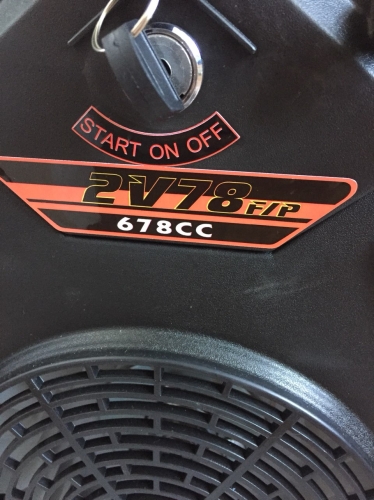 START ON OFF
2V78F/P
678CC